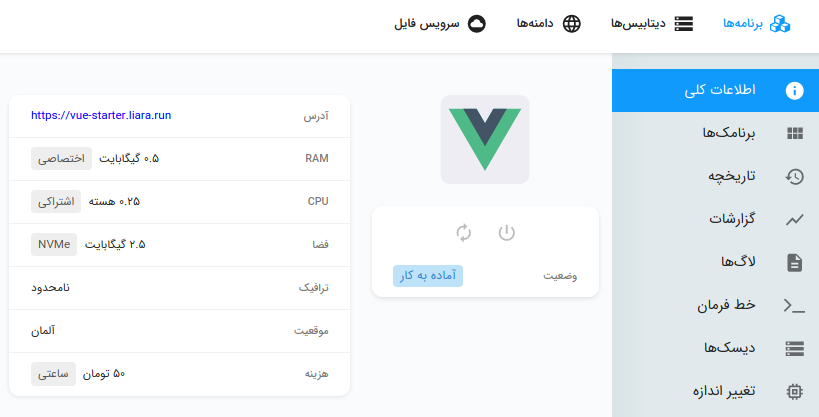 برنامه‌ها
دیتابیس‌ها
دامنه‌ها
سرویس فایل
اطلاعات کلی
برنامک‌ها
تاریخچه
گزارشات
لاگ‌ها
خط فرمان
دیسک‌ها
تغییر اندازه
وضعیت آماده به کار
آدرس https://vue-starter.liara.run
RAM ۰.۵ گیگابایت اختصاصی
CPU ۰.۲۵ هسته اشتراکی
فضا ۲.۵ گیگابایت NVMe
ترافیک نامحدود
موقعیت آلمان
هزینه ۵۰ تومان ساعتی